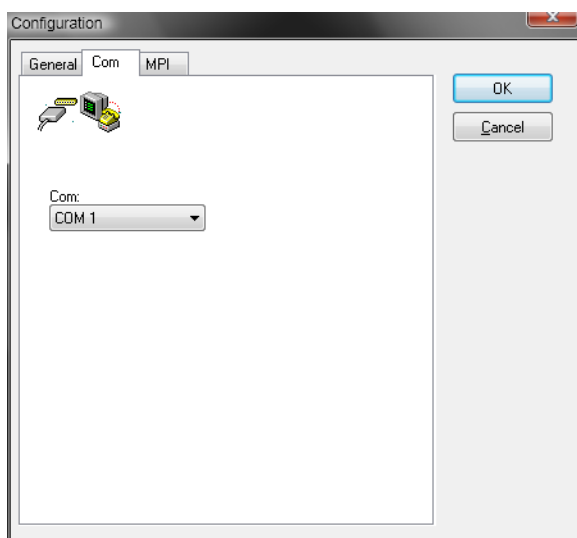 Configuration
General Com MPI
OK
Cancel
Com:
COM 1